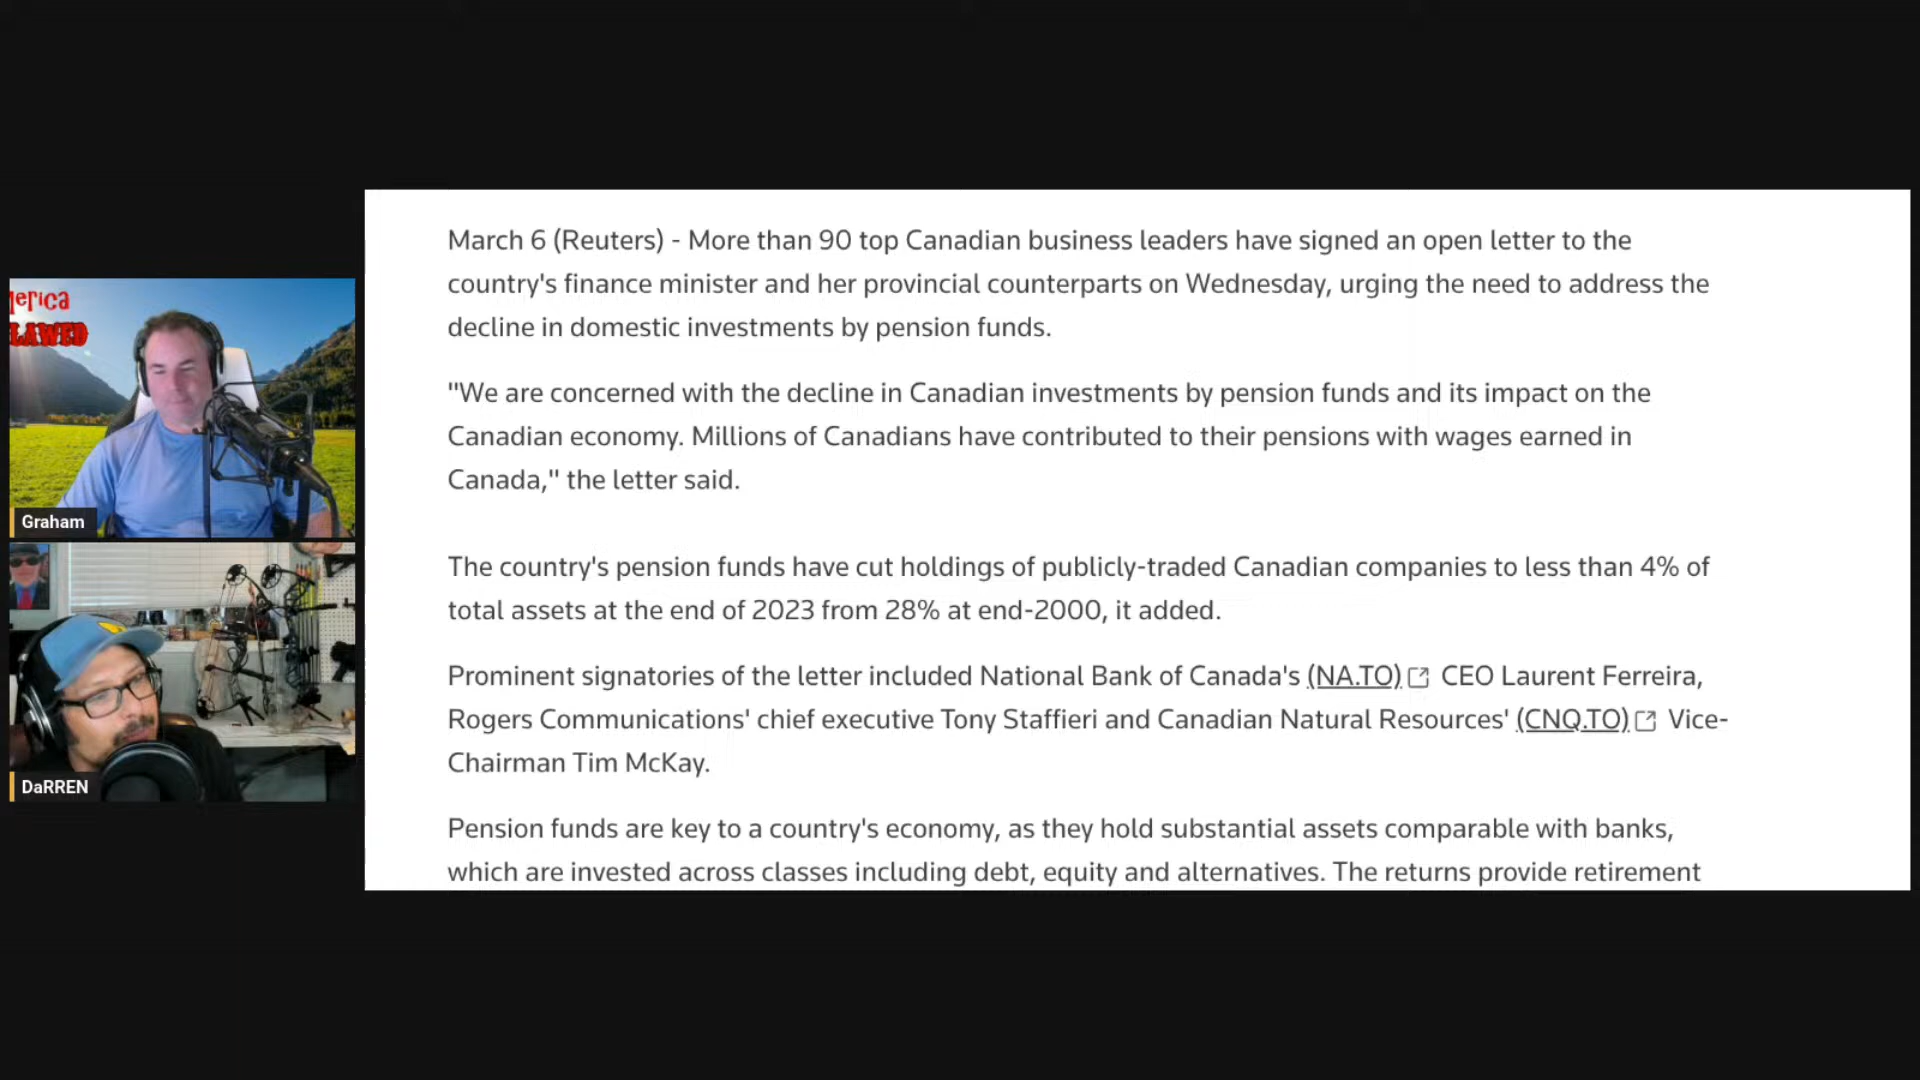 erica
LAWED
Graham
DaRREN
March 6 (Reuters) - More than 90 top Canadian business leaders have signed an open letter to the
country's finance minister and her provincial counterparts on Wednesday, urging the need to address the
decline in domestic investments by pension funds.
"We are concerned with the decline in Canadian investments by pension funds and its impact on the
Canadian economy. Millions of Canadians have contributed to their pensions with wages earned in
Canada," the letter said.
The country's pension funds have cut holdings of publicly-traded Canadian companies to less than 4% of
total assets at the end of 2023 from 28% at end-2000, it added.
Prominent signatories of the letter included National Bank of Canada's (NA.TO) CEO Laurent Ferreira,
Rogers Communications' chief executive Tony Staffieri and Canadian Natural Resources' (CNQ.TO) Vice-
Chairman Tim McKay.
Pension funds are key to a country's economy, as they hold substantial assets comparable with banks,
which are invested across classes including debt, equity and alternatives. The returns provide retirement